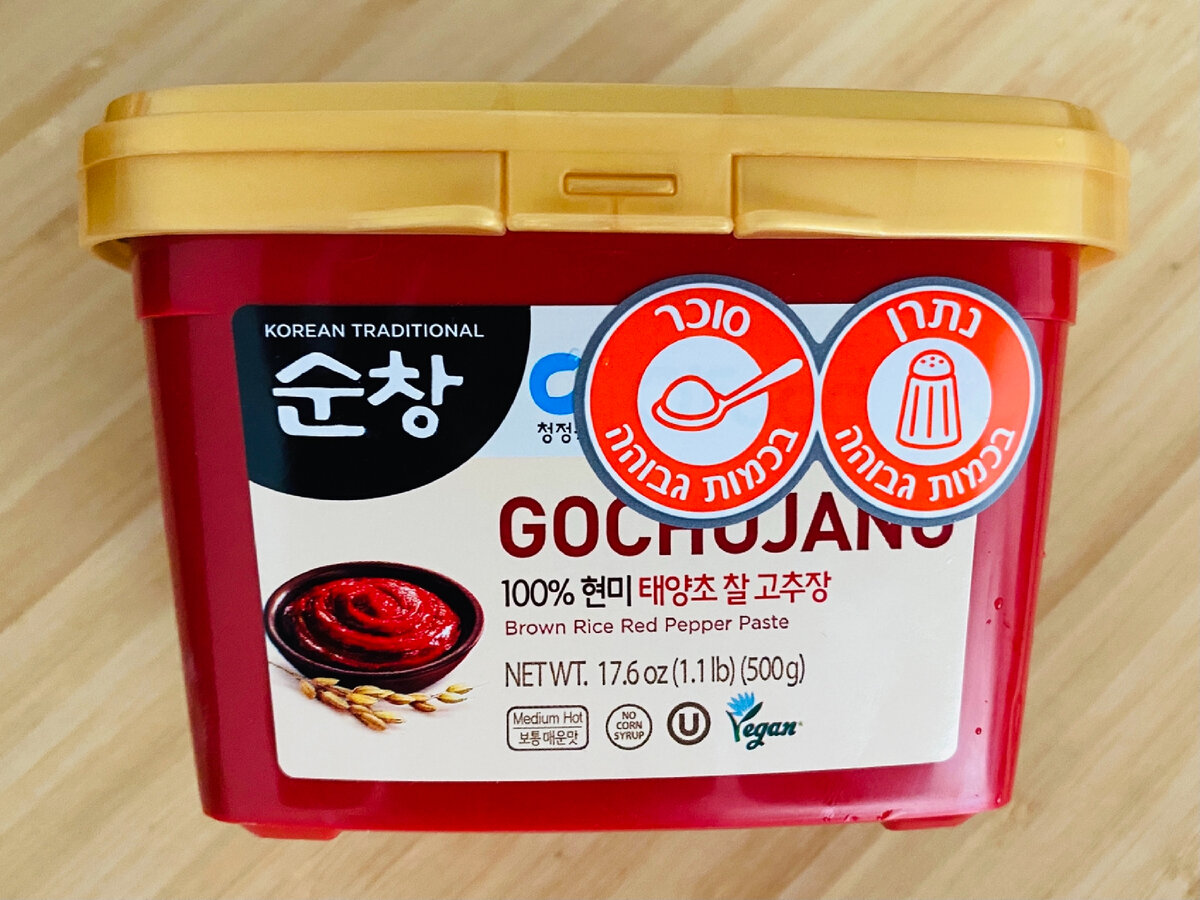 KOREAN TRADITIONAL
순창
청정
סוכר
בכמות גבוהה
נתרן
בכמות גבוהה
GOCHUJANG
100% 현미 태양초 찰 고추장
Brown Rice Red Pepper Paste
NET WT. 17.6 oz (1.1 lb) (500g)
Medium Hot
보통 매운맛
NO
CORN
SYRUP
U
Vegan